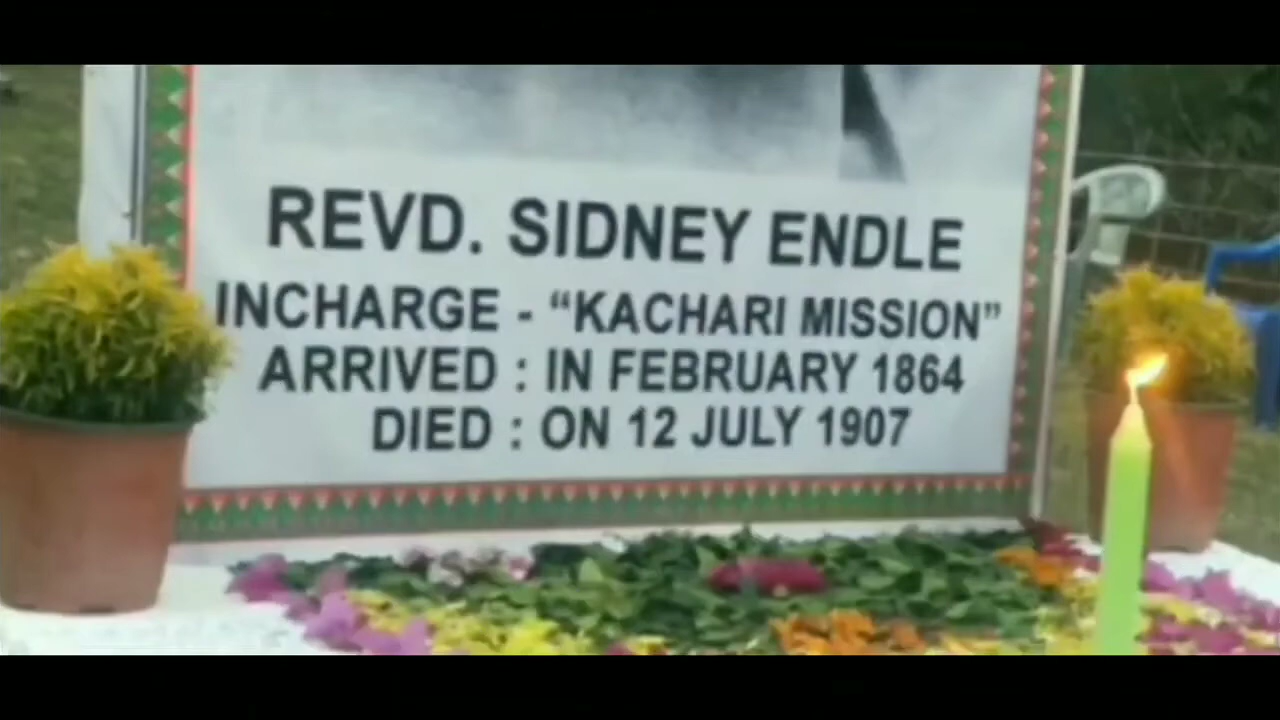 REVD. SIDNEY ENDLE
INCHARGE - “KACHARI MISSION”
ARRIVED : IN FEBRUARY 1864
DIED : ON 12 JULY 1907